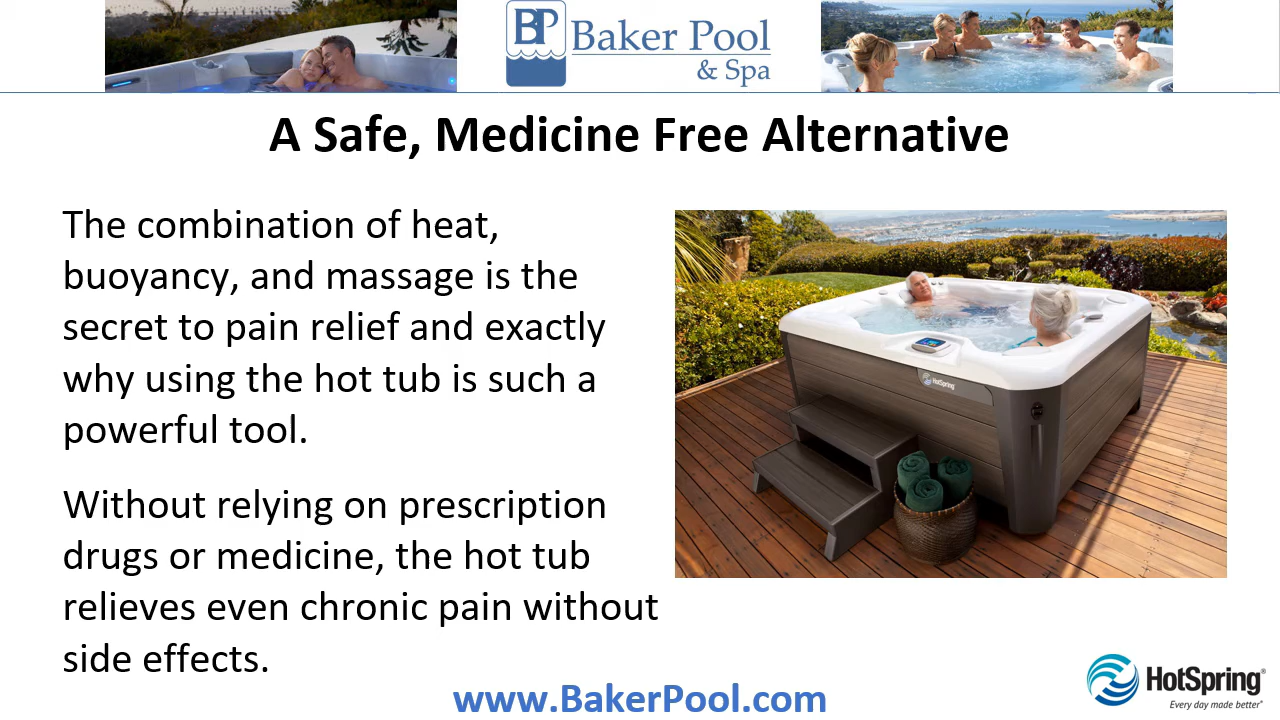 BP Baker Pool
& Spa
A Safe, Medicine Free Alternative
The combination of heat,
buoyancy, and massage is the
secret to pain relief and exactly
why using the hot tub is such a
powerful tool.
Without relying on prescription
drugs or medicine, the hot tub
relieves even chronic pain without
side effects.
HotSpring
www.BakerPool.com
HotSpring®
Every day made better®